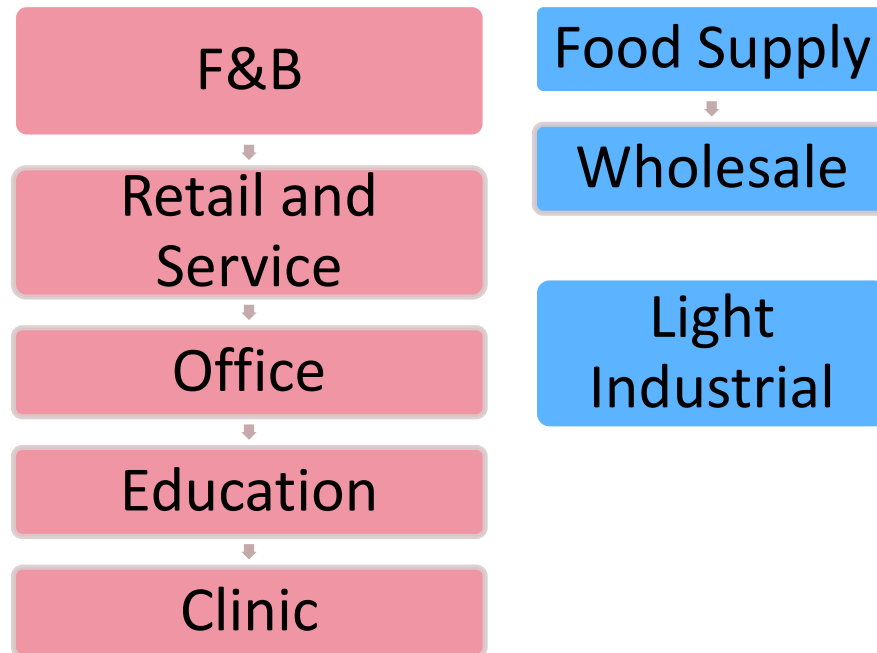 F&B
Retail and
Service
Office
Education
Clinic
Food Supply
Wholesale
Light
Industrial